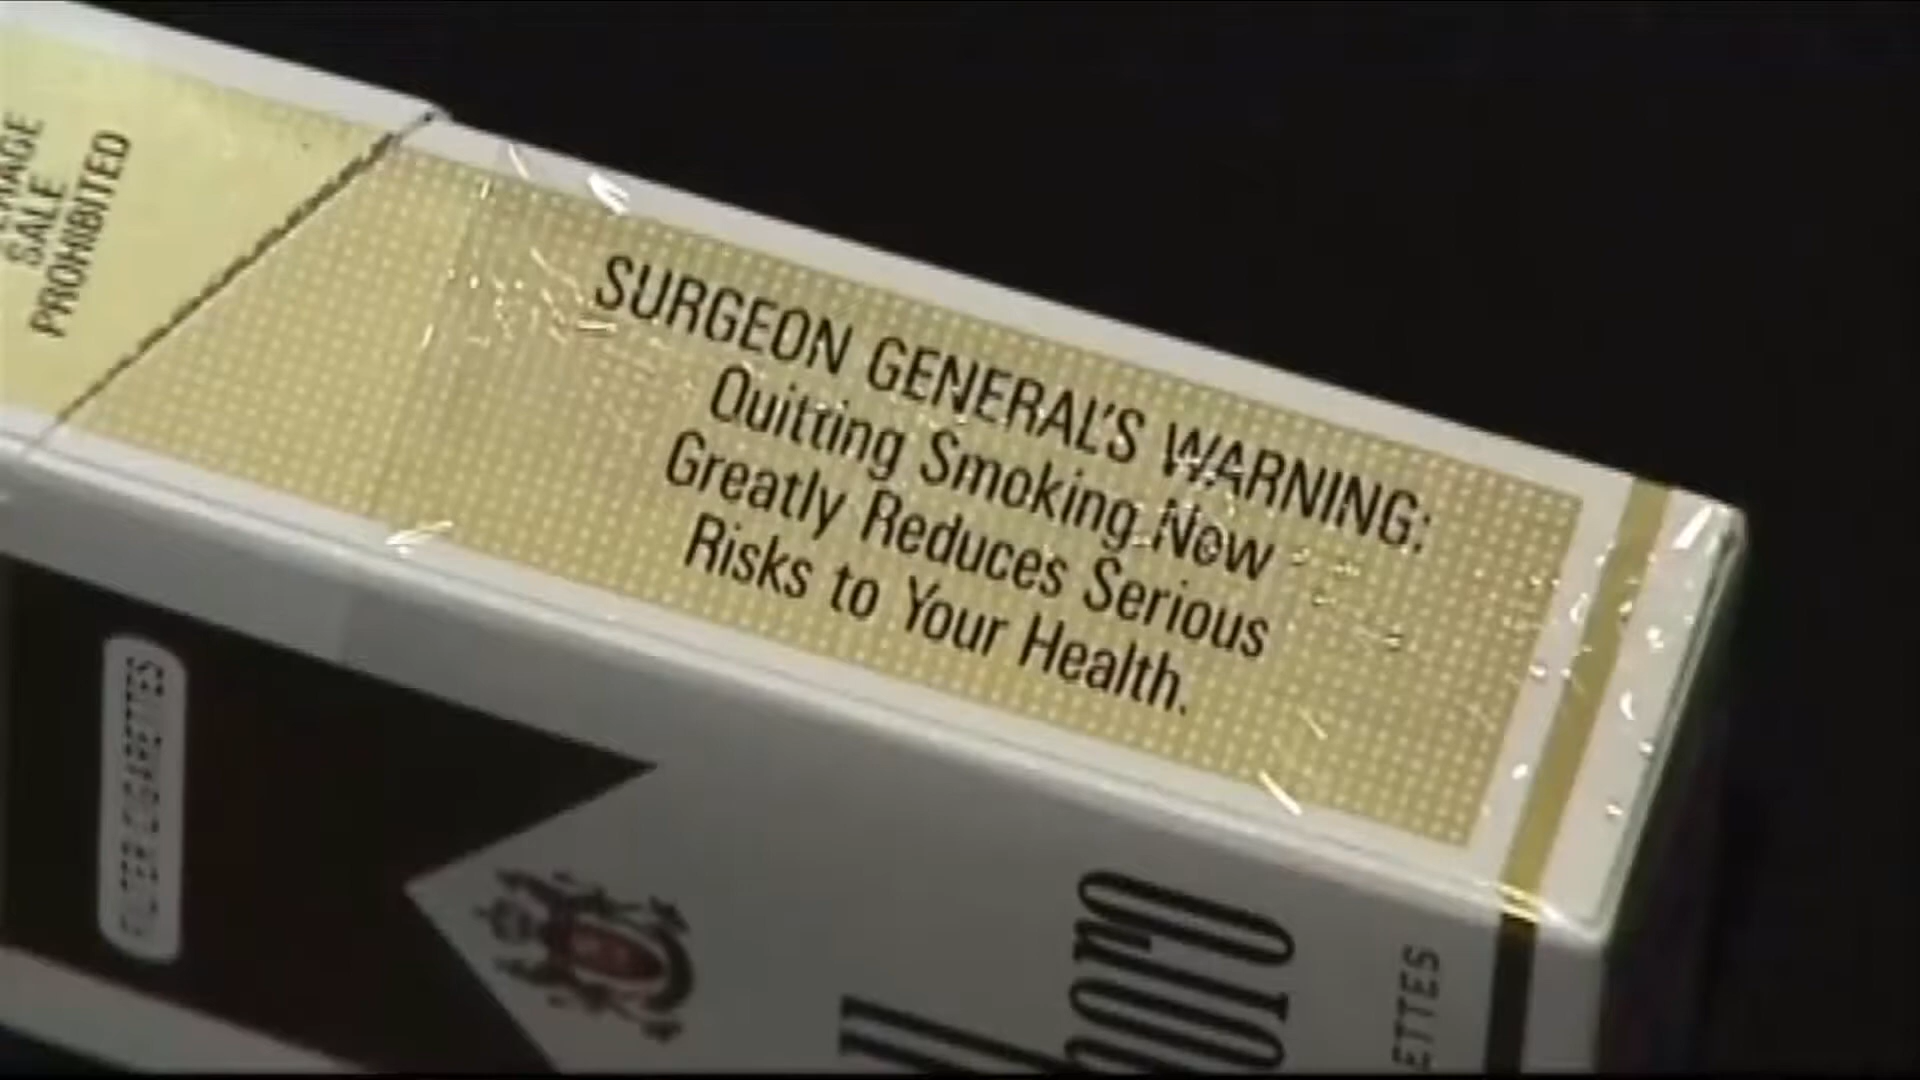 SALE
PROHIBITED
SURGEON GENERAL'S WARNING:
Quitting Smoking Now
Greatly Reduces Serious
Risks to Your Health.